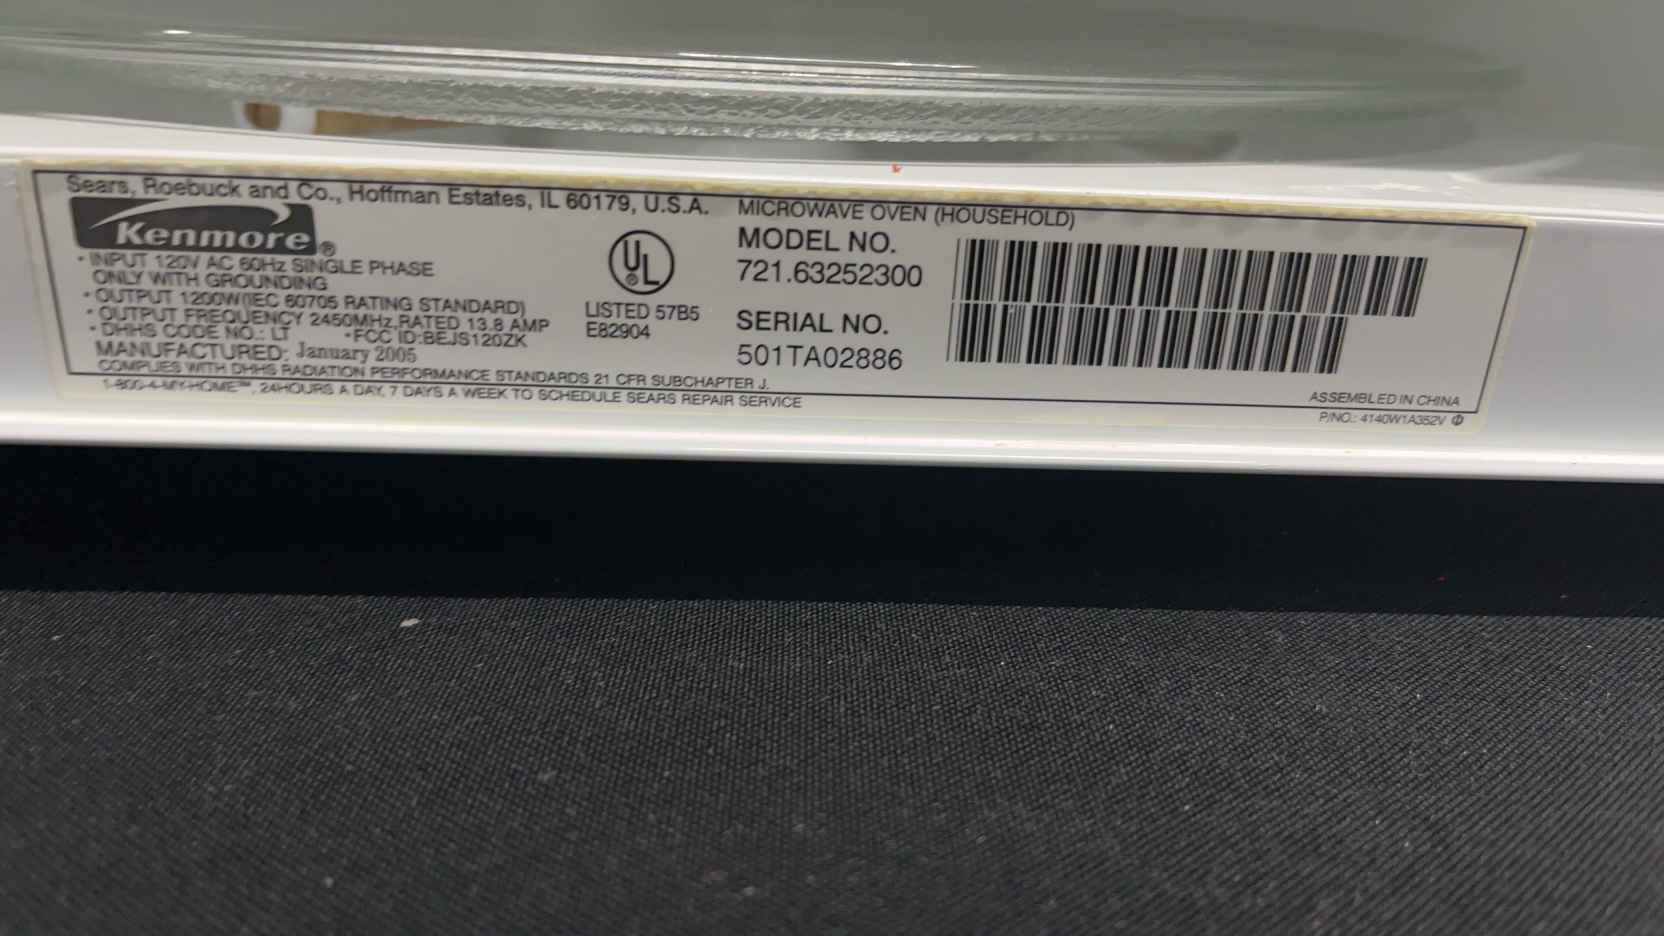 Sears, Roebuck and Co., Hoffman Estates, IL 60179, U.S.A.
Kenmore®
• INPUT 120V AC 60Hz SINGLE PHASE
ONLY WITH GROUNDING
• OUTPUT 1200W(IEC 60705 RATING STANDARD)
• OUTPUT FREQUENCY 2450MHz,RATED 13.8 AMP
• DHHS CODE NO.: LT •FCC ID:BEJS120ZK
MANUFACTURED: January 2005
COMPLIES WITH DHHS RADIATION PERFORMANCE STANDARDS 21 CFR SUBCHAPTER J.
1-800-4-MY-HOME™, 24HOURS A DAY, 7 DAYS A WEEK TO SCHEDULE SEARS REPAIR SERVICE
UL®
LISTED 57B5
E82904
MICROWAVE OVEN (HOUSEHOLD)
MODEL NO.
721.63252300
SERIAL NO.
501TA02886
ASSEMBLED IN CHINA
P/NO.: 4140W1A352V